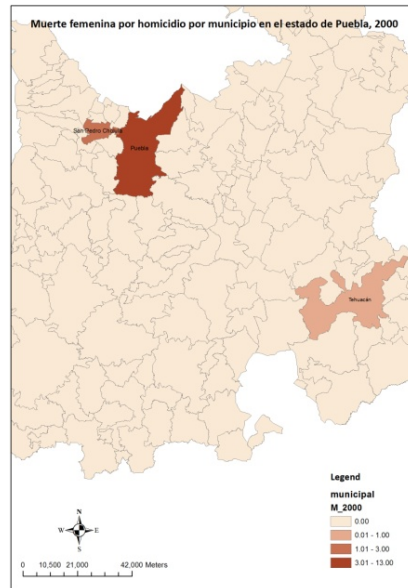 Muerte femenina por homicidio por municipio en el estado de Puebla, 2000
San Pedro Cholula
Puebla
Tehuacán
N
W E
S
0 10,500 21,000 42,000 Meters
Legend
municipal
M_2000
0.00
0.01 - 1.00
1.01 - 3.00
3.01 - 13.00